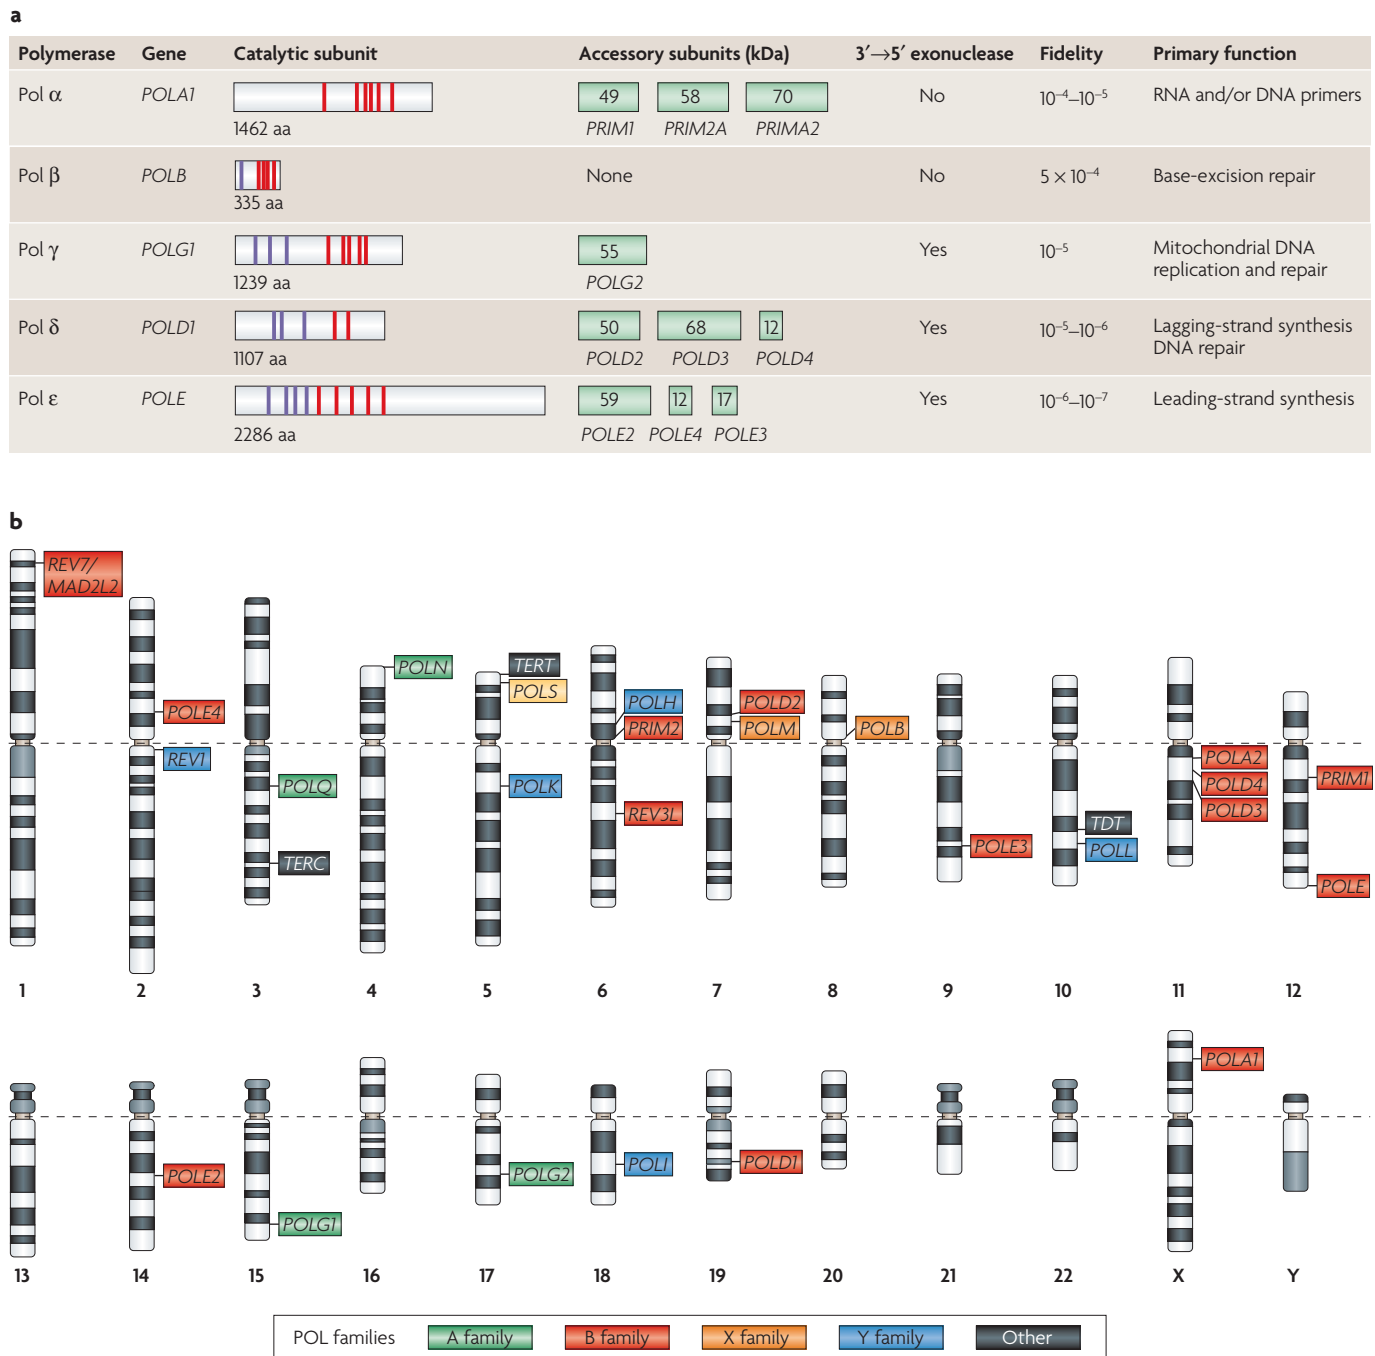 a
Polymerase Gene Catalytic subunit Accessory subunits (kDa) 3′→5′ exonuclease Fidelity Primary function
Pol α POLA1 49 58 70 No 10⁻⁴–10⁻⁵ RNA and/or DNA primers
1462 aa PRIM1 PRIM2A PRIMA2
Pol β POLB None No 5 × 10⁻⁴ Base-excision repair
335 aa
Pol γ POLG1 55 Yes 10⁻⁵ Mitochondrial DNA
replication and repair
1239 aa POLG2
Pol δ POLD1 50 68 12 Yes 10⁻⁵–10⁻⁶ Lagging-strand synthesis
DNA repair
1107 aa POLD2 POLD3 POLD4
Pol ε POLE 59 12 17 Yes 10⁻⁶–10⁻⁷ Leading-strand synthesis
2286 aa POLE2 POLE4 POLE3
b
REV7/
MAD2L2
POLE4
REV1
POLQ
TERC
POLN
TERT
POLS
POLK
POLH
PRIM2
REV3L
POLD2
POLM
POLB
POLE3
TDT
POLL
POLA2
POLD4
POLD3
PRIM1
POLE
1 2 3 4 5 6 7 8 9 10 11 12
POLE2
POLG1
POLG2
POLI
POLD1
POLA1
13 14 15 16 17 18 19 20 21 22 X Y
POL families A family B family X family Y family Other